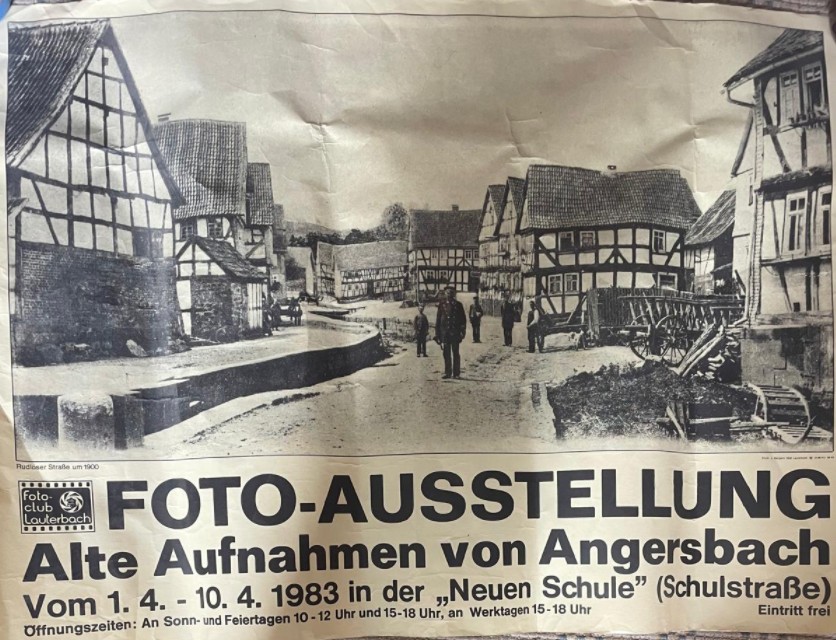 Rudloser Straße um 1900
foto-
club
Lauterbach
FOTO-AUSSTELLUNG
Alte Aufnahmen von Angersbach
Vom 1. 4. - 10. 4. 1983 in der „Neuen Schule” (Schulstraße)
Öffnungszeiten: An Sonn- und Feiertagen 10-12 Uhr und 15-18 Uhr, an Werktagen 15-18 Uhr
Eintritt frei